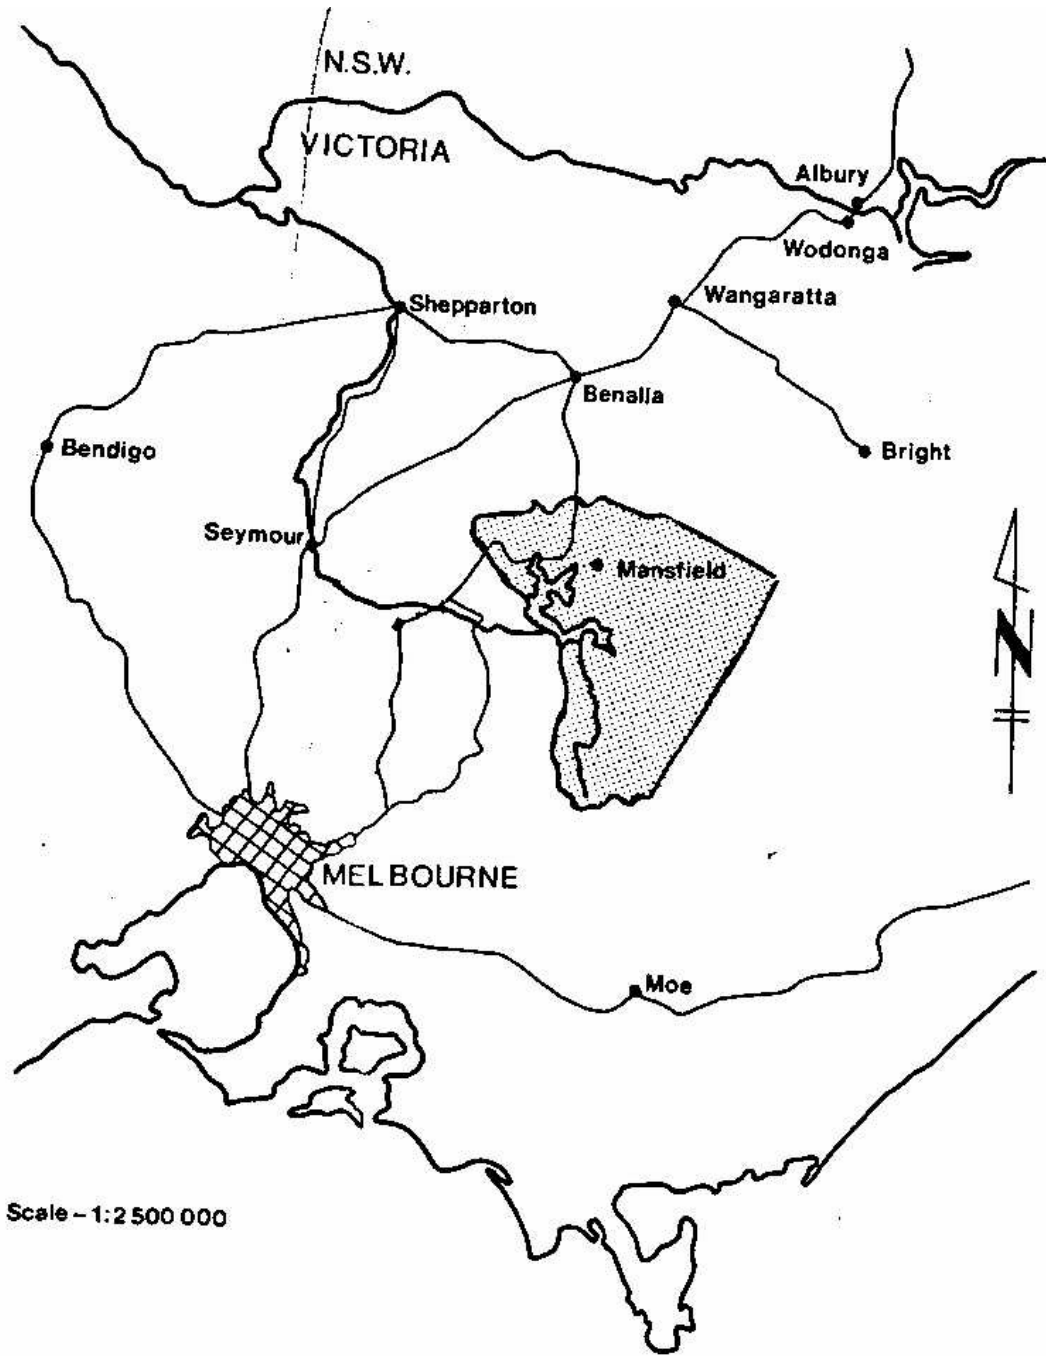 N.S.W.
VICTORIA
Albury
Wodonga
Wangaratta
Shepparton
Benalla
Bendigo
Bright
Seymour
Mansfield
N
MELBOURNE
Moe
Scale - 1:2 500 000